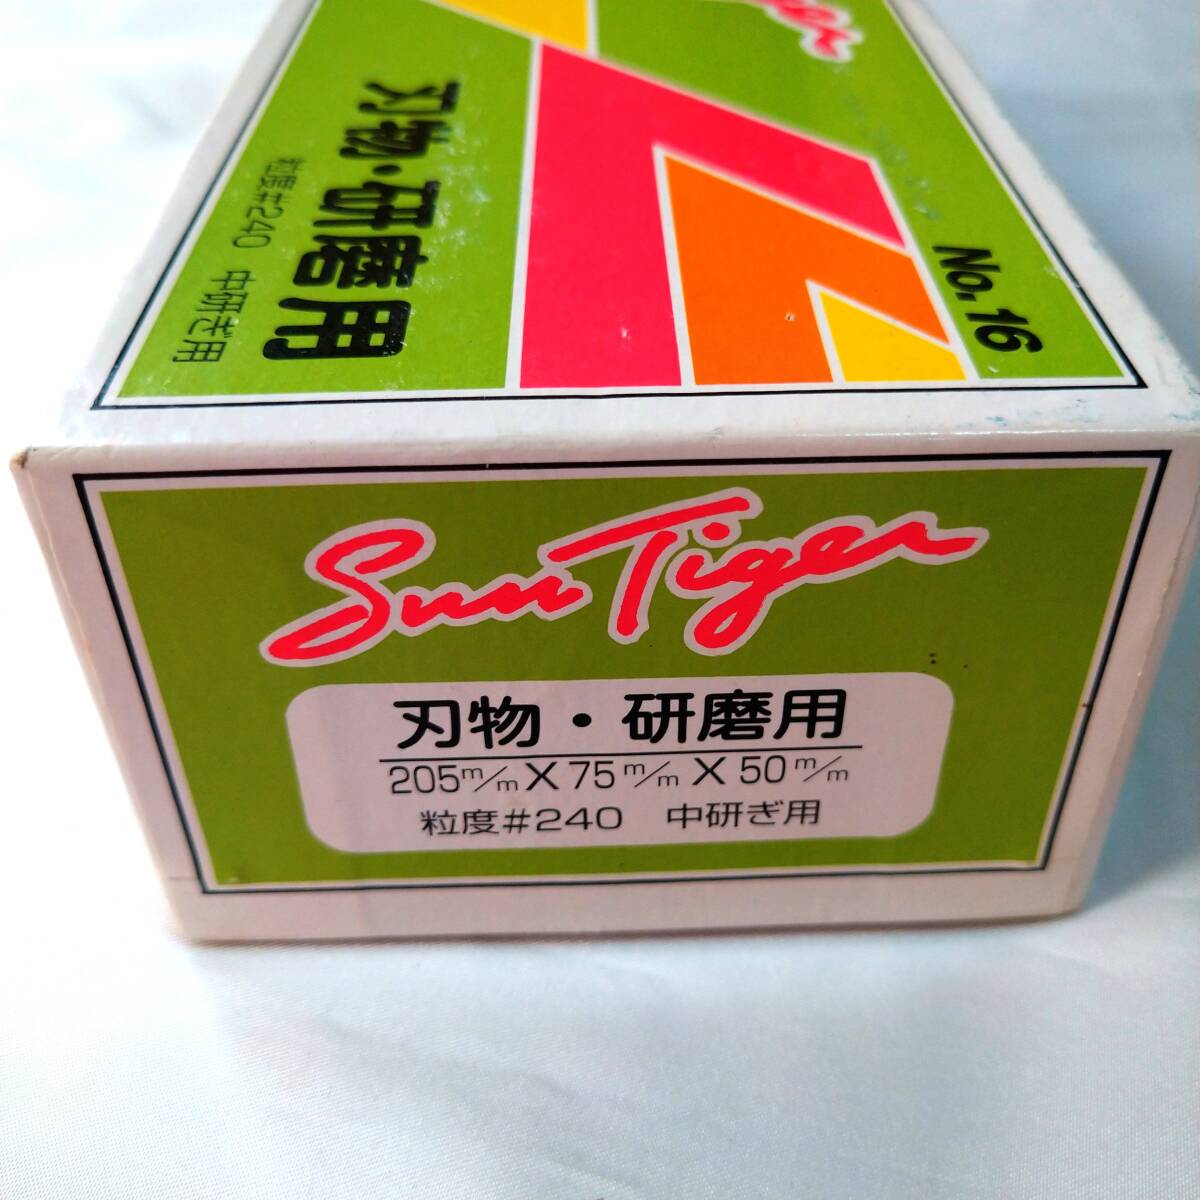 er
刃物・研磨用
粒度#240 中研ぎ用
No.16
Sun Tiger
刃物・研磨用
205m/m X 75m/m X 50m/m
粒度#240 中研ぎ用